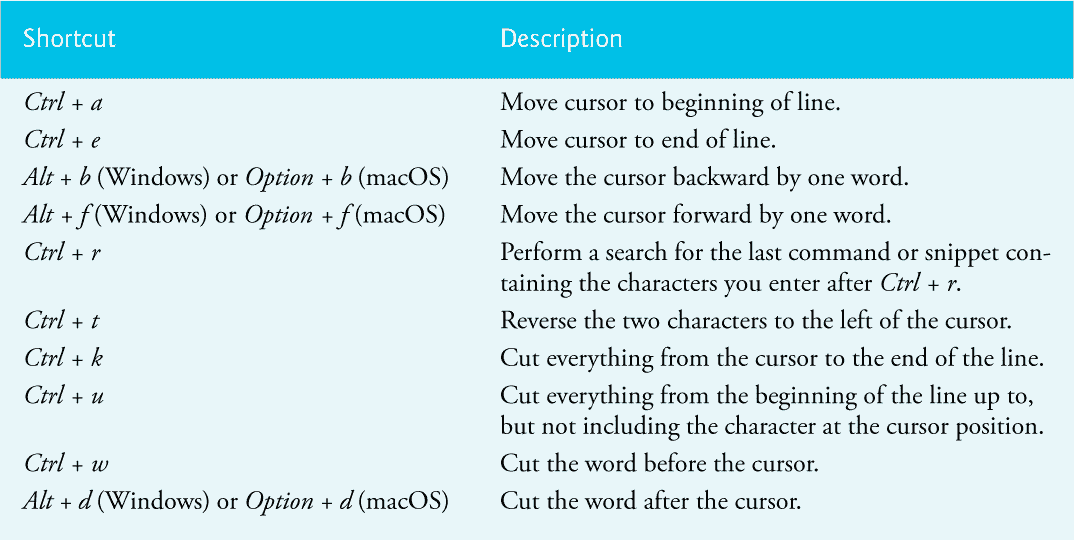 Shortcut Description
Ctrl + a Move cursor to beginning of line.
Ctrl + e Move cursor to end of line.
Alt + b (Windows) or Option + b (macOS) Move the cursor backward by one word.
Alt + f (Windows) or Option + f (macOS) Move the cursor forward by one word.
Ctrl + r Perform a search for the last command or snippet con-
taining the characters you enter after Ctrl + r.
Ctrl + t Reverse the two characters to the left of the cursor.
Ctrl + k Cut everything from the cursor to the end of the line.
Ctrl + u Cut everything from the beginning of the line up to,
but not including the character at the cursor position.
Ctrl + w Cut the word before the cursor.
Alt + d (Windows) or Option + d (macOS) Cut the word after the cursor.